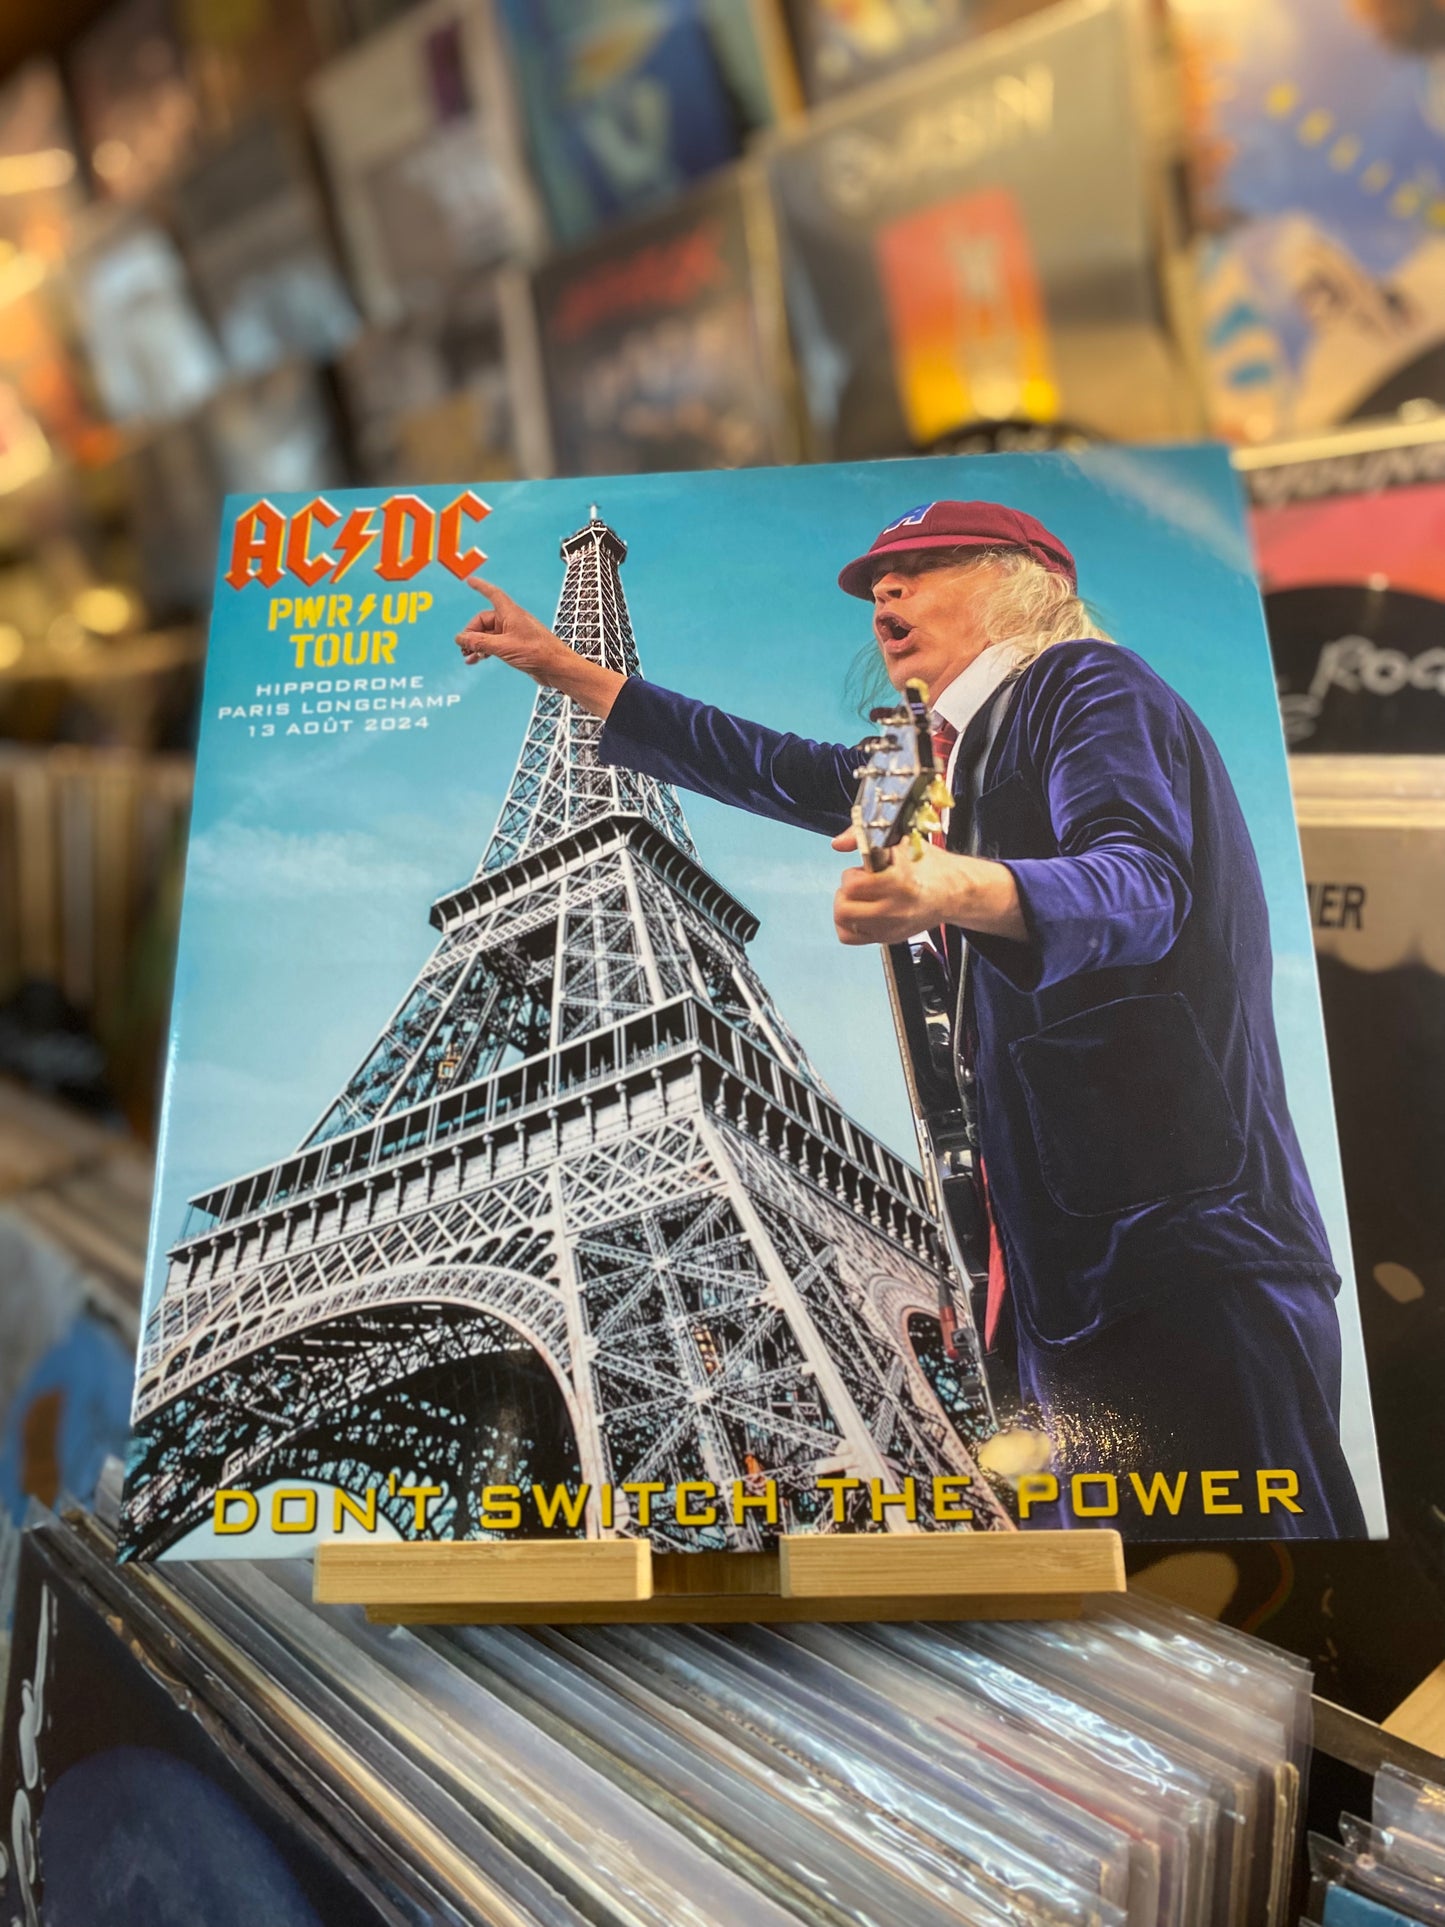 AC⚡DC
PWR⚡UP
TOUR
HIPPODROME
PARIS LONGCHAMP
13 AOÛT 2024
A
DON'T SWITCH THE POWER